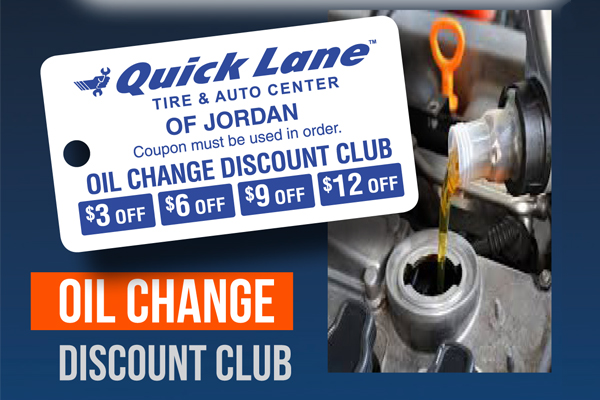 Quick Lane™
TIRE & AUTO CENTER
OF JORDAN
Coupon must be used in order.
OIL CHANGE DISCOUNT CLUB
$3 OFF $6 OFF $9 OFF $12 OFF
OIL CHANGE
DISCOUNT CLUB